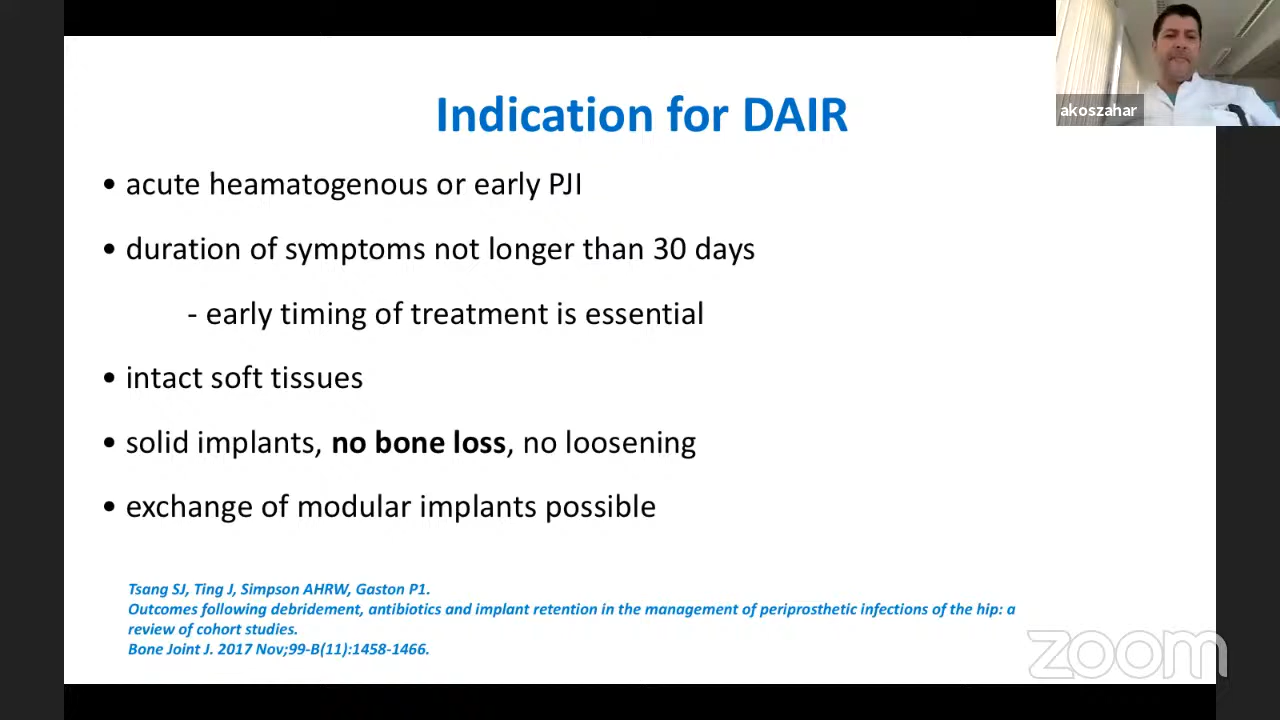 akoszahar
Indication for DAIR
• acute heamatogenous or early PJI
• duration of symptoms not longer than 30 days
- early timing of treatment is essential
• intact soft tissues
• solid implants, no bone loss, no loosening
• exchange of modular implants possible
Tsang SJ, Ting J, Simpson AHRW, Gaston P1.
Outcomes following debridement, antibiotics and implant retention in the management of periprosthetic infections of the hip: a
review of cohort studies.
Bone Joint J. 2017 Nov;99-B(11):1458-1466.
zoom